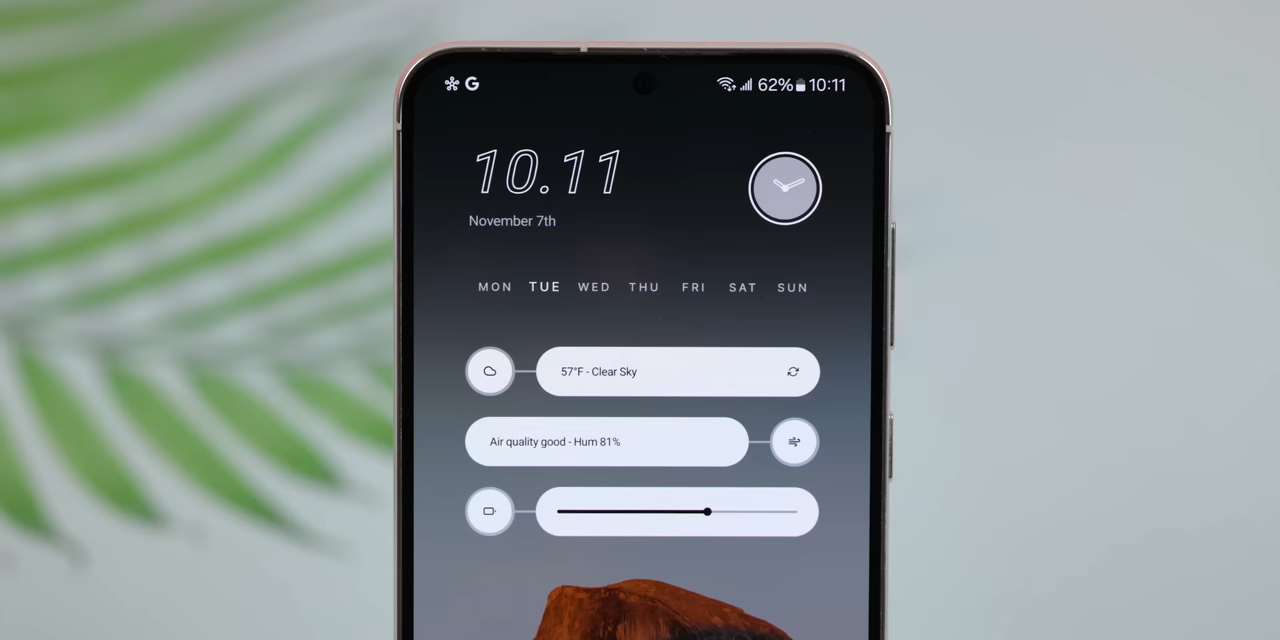 G 62% 10:11
10.11
November 7th
MON TUE WED THU FRI SAT SUN
57°F - Clear Sky
Air quality good - Hum 81%